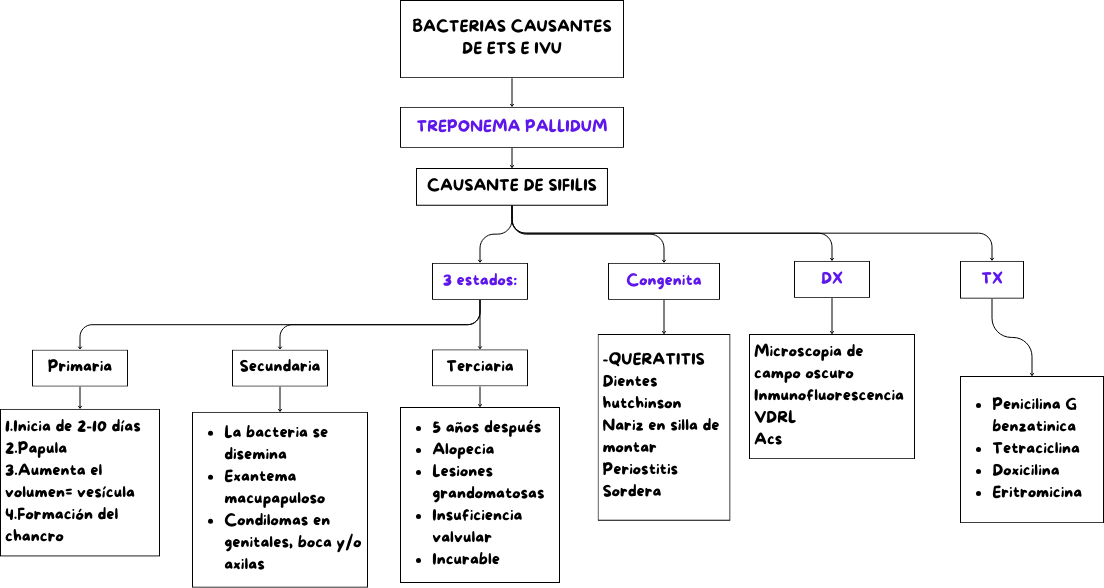 BACTERIAS CAUSANTES
DE ETS E IVU
TREPONEMA PALLIDUM
CAUSANTE DE SIFILIS
3 estados:
Congenita
DX
TX
Primaria
Secundaria
Terciaria
1.Inicia de 2-10 días
2.Papula
3.Aumenta el
volumen= vesícula
4.Formación del
chancro
• La bacteria se
disemina
• Exantema
macupapuloso
• Condilomas en
genitales, boca y/o
axilas
• 5 años después
• Alopecia
• Lesiones
grandomatosas
• Insuficiencia
valvular
• Incurable
-QUERATITIS
Dientes
hutchinson
Nariz en silla de
montar
Periostitis
Sordera
Microscopia de
campo oscuro
Inmunofluorescencia
VDRL
Acs
• Penicilina G
benzatinica
• Tetraciclina
• Doxicilina
• Eritromicina